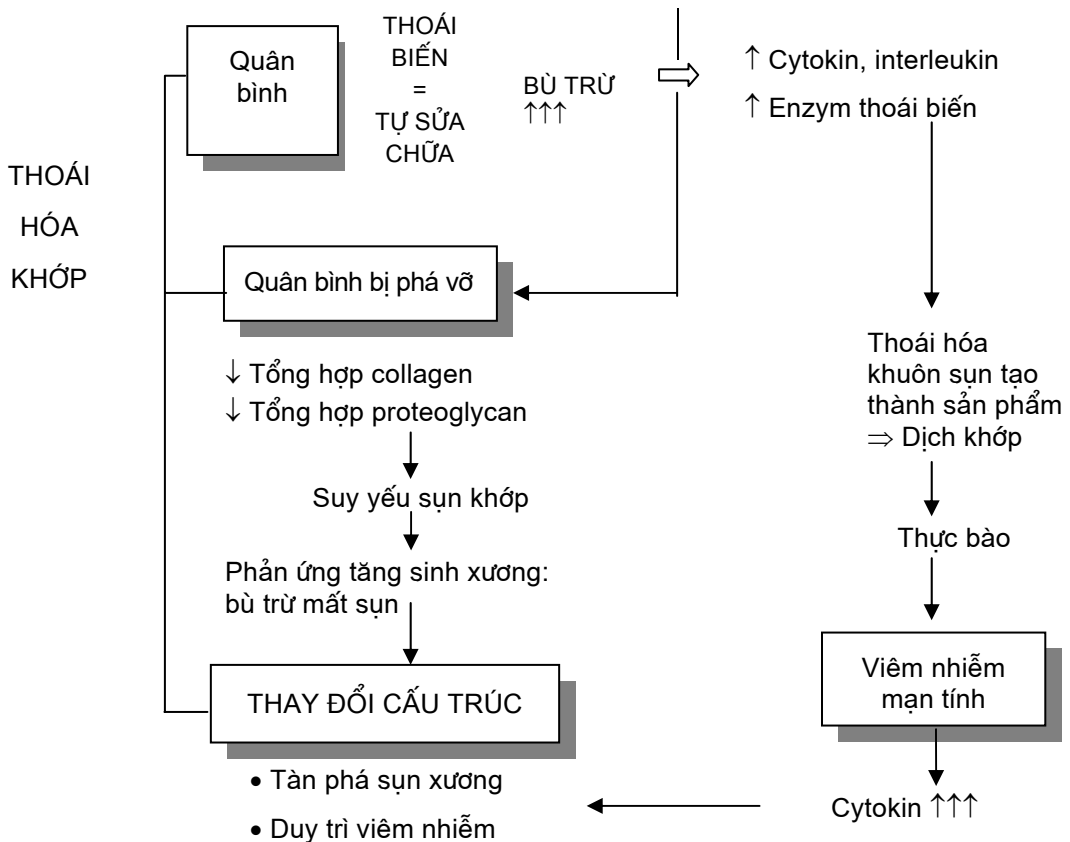 THOÁI
HÓA
KHỚP
Quân
bình
THOÁI
BIẾN
=
TỰ SỬA
CHỮA
BÙ TRỪ
↑↑↑
↑ Cytokin, interleukin
↑ Enzym thoái biến
Quân bình bị phá vỡ
↓ Tổng hợp collagen
↓ Tổng hợp proteoglycan
Suy yếu sụn khớp
Phản ứng tăng sinh xương:
bù trừ mất sụn
THAY ĐỔI CẤU TRÚC
• Tàn phá sụn xương
• Duy trì viêm nhiễm
Thoái hóa
khuôn sụn tạo
thành sản phẩm
⇒ Dịch khớp
Thực bào
Viêm nhiễm
mạn tính
Cytokin ↑↑↑